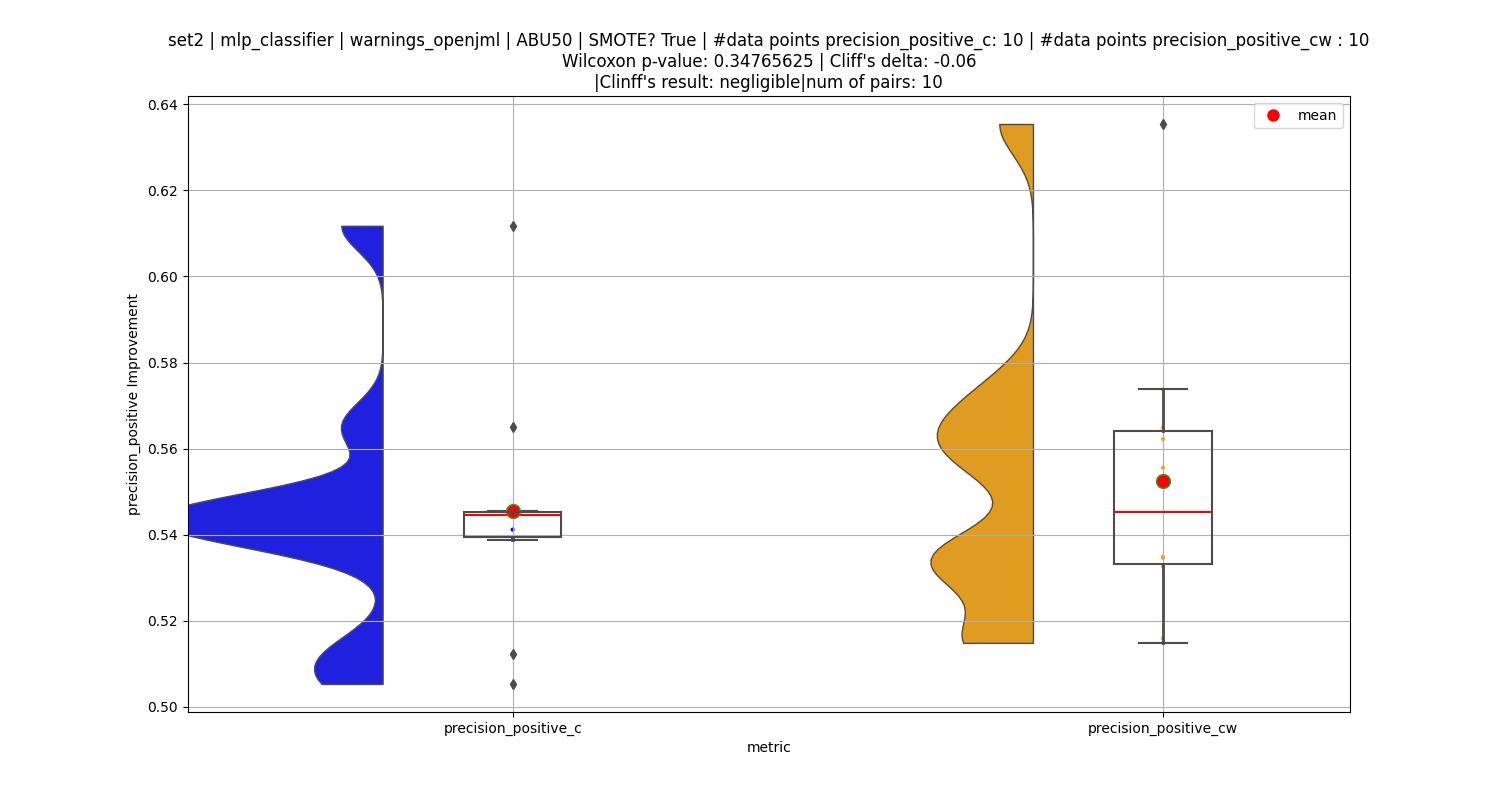 set2 | mlp_classifier | warnings_openjml | ABU50 | SMOTE? True | #data points precision_positive_c: 10 | #data points precision_positive_cw : 10
Wilcoxon p-value: 0.34765625 | Cliff's delta: -0.06
|Clinff's result: negligible|num of pairs: 10
mean
0.64
0.62
0.60
0.58
0.56
0.54
0.52
0.50
precision_positive Improvement
precision_positive_c
precision_positive_cw
metric